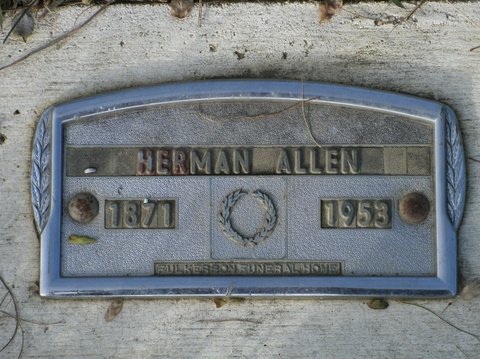 HERMAN ALLEN
1871 1953
FULKERSON FUNERAL HOME